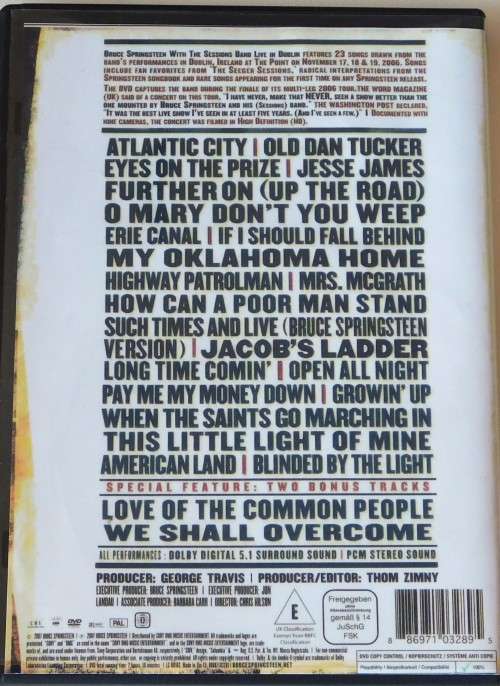 BRUCE SPRINGSTEEN WITH THE SESSIONS BAND LIVE IN DUBLIN FEATURES 23 SONGS DRAWN FROM THE
BAND'S PERFORMANCES IN DUBLIN, IRELAND AT THE POINT ON NOVEMBER 17, 18 & 19, 2006. SONGS
INCLUDE FAN FAVORITES FROM THE SEEGER SESSIONS, RADICAL INTERPRETATIONS FROM THE
SPRINGSTEEN SONGBOOK AND RARE SONGS APPEARING FOR THE FIRST TIME ON ANY SPRINGSTEEN RELEASE.
THE DVD CAPTURES THE BAND DURING THE FINALE OF ITS MULTI-LEG 2006 TOUR. THE WORD MAGAZINE
(UK) SAID OF A CONCERT ON THIS TOUR, "I HAVE NEVER, MAKE THAT NEVER, SEEN A SHOW BETTER THAN THE
ONE MOUNTED BY BRUCE SPRINGSTEEN AND HIS (SESSIONS) BAND." THE WASHINGTON POST DECLARED,
"IT WAS THE BEST LIVE SHOW I'VE SEEN IN AT LEAST FIVE YEARS. (AND I'VE SEEN A FEW.)" | DOCUMENTED WITH
NINE CAMERAS, THE CONCERT WAS FILMED IN HIGH DEFINITION (HD).
ATLANTIC CITY | OLD DAN TUCKER
EYES ON THE PRIZE | JESSE JAMES
FURTHER ON (UP THE ROAD)
O MARY DON'T YOU WEEP
ERIE CANAL | IF I SHOULD FALL BEHIND
MY OKLAHOMA HOME
HIGHWAY PATROLMAN | MRS. MCGRATH
HOW CAN A POOR MAN STAND
SUCH TIMES AND LIVE (BRUCE SPRINGSTEEN
VERSION) | JACOB'S LADDER
LONG TIME COMIN' | OPEN ALL NIGHT
PAY ME MY MONEY DOWN | GROWIN' UP
WHEN THE SAINTS GO MARCHING IN
THIS LITTLE LIGHT OF MINE
AMERICAN LAND | BLINDED BY THE LIGHT
SPECIAL FEATURE: TWO BONUS TRACKS
LOVE OF THE COMMON PEOPLE
WE SHALL OVERCOME
ALL PERFORMANCES: DOLBY DIGITAL 5.1 SURROUND SOUND | PCM STEREO SOUND
PRODUCER: GEORGE TRAVIS | PRODUCER/EDITOR: THOM ZIMNY
EXECUTIVE PRODUCER: BRUCE SPRINGSTEEN | EXECUTIVE PRODUCER: JON
LANDAU | ASSOCIATE PRODUCER: BARBARA CARR | DIRECTOR: CHRIS HILSON
PAL
E
Freigegeben
gemäß § 14
JuSchG
FSK
8 86971 03289 5
DVD COPY CONTROL / KOPIERSCHUTZ / SYSTÈME ANTI COPIE
100%
BRUCESPRINGSTEEN.NET